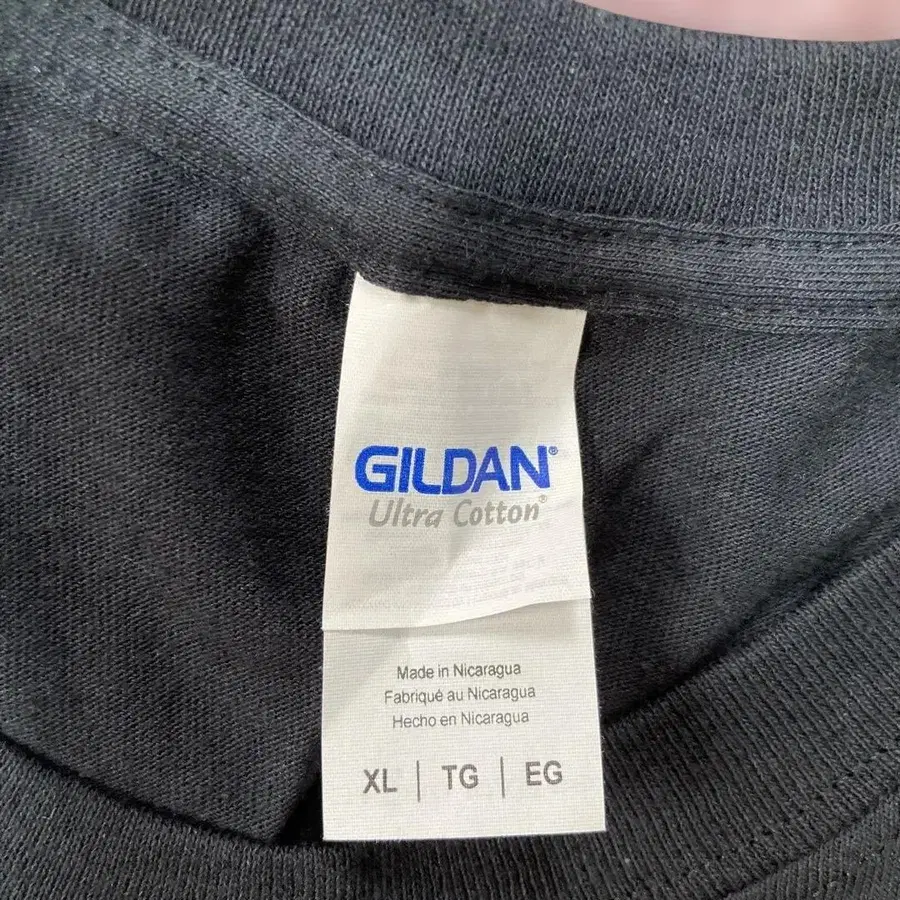 GILDAN®
Ultra Cotton®
Made in Nicaragua
Fabriqué au Nicaragua
Hecho en Nicaragua
XL | TG | EG